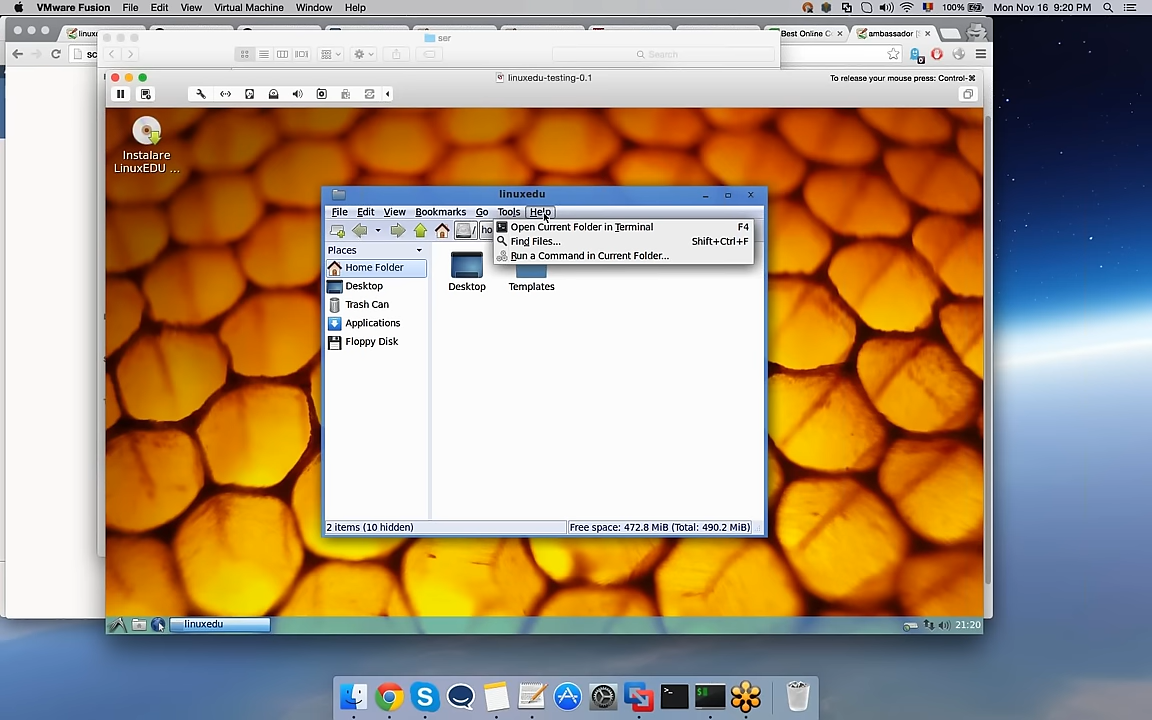 VMware Fusion File Edit View Virtual Machine Window Help 100% Mon Nov 16 9:20 PM
linuxe
ser
Best Online C
ambassador
Search
linuxedu-testing-0.1
To release your mouse press: Control-⌘
Instalare
LinuxEDU ...
linuxedu
File Edit View Bookmarks Go Tools Help
/ ho
Open Current Folder in Terminal F4
Find Files... Shift+Ctrl+F
Run a Command in Current Folder...
Places
Home Folder
Desktop
Trash Can
Applications
Floppy Disk
Desktop
Templates
2 items (10 hidden)
Free space: 472.8 MiB (Total: 490.2 MiB)
linuxedu
21:20